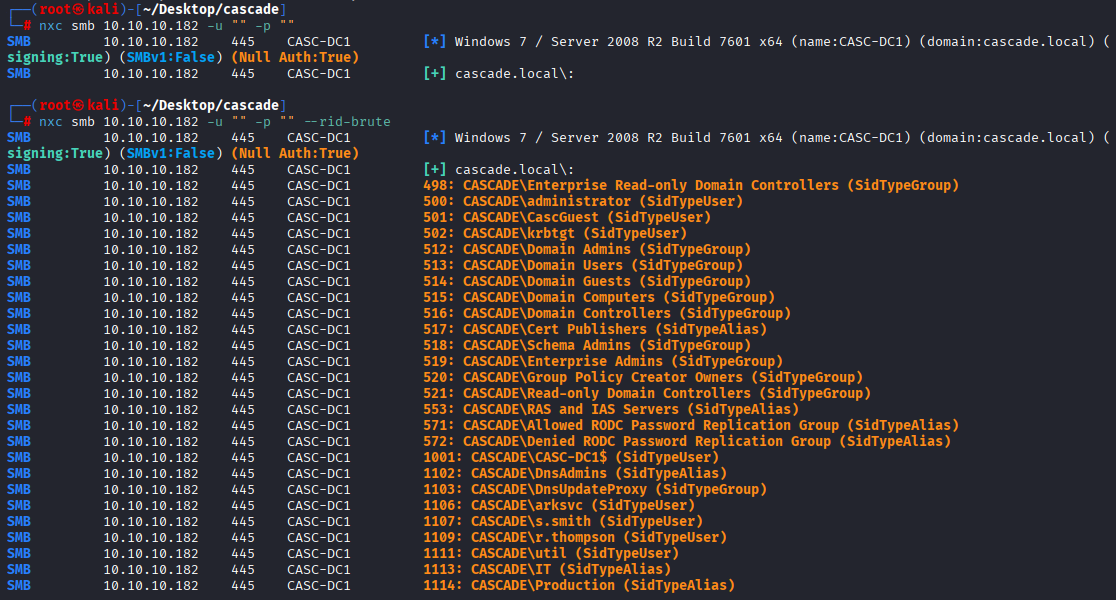 ┌──(root㉿kali)-[~/Desktop/cascade]
└─# nxc smb 10.10.10.182 -u "" -p ""
SMB 10.10.10.182 445 CASC-DC1 [*] Windows 7 / Server 2008 R2 Build 7601 x64 (name:CASC-DC1) (domain:cascade.local) (
signing:True) (SMBv1:False) (Null Auth:True)
SMB 10.10.10.182 445 CASC-DC1 [+] cascade.local\:
┌──(root㉿kali)-[~/Desktop/cascade]
└─# nxc smb 10.10.10.182 -u "" -p "" --rid-brute
SMB 10.10.10.182 445 CASC-DC1 [*] Windows 7 / Server 2008 R2 Build 7601 x64 (name:CASC-DC1) (domain:cascade.local) (
signing:True) (SMBv1:False) (Null Auth:True)
SMB 10.10.10.182 445 CASC-DC1 [+] cascade.local\:
SMB 10.10.10.182 445 CASC-DC1 498: CASCADE\Enterprise Read-only Domain Controllers (SidTypeGroup)
SMB 10.10.10.182 445 CASC-DC1 500: CASCADE\administrator (SidTypeUser)
SMB 10.10.10.182 445 CASC-DC1 501: CASCADE\CascGuest (SidTypeUser)
SMB 10.10.10.182 445 CASC-DC1 502: CASCADE\krbtgt (SidTypeUser)
SMB 10.10.10.182 445 CASC-DC1 512: CASCADE\Domain Admins (SidTypeGroup)
SMB 10.10.10.182 445 CASC-DC1 513: CASCADE\Domain Users (SidTypeGroup)
SMB 10.10.10.182 445 CASC-DC1 514: CASCADE\Domain Guests (SidTypeGroup)
SMB 10.10.10.182 445 CASC-DC1 515: CASCADE\Domain Computers (SidTypeGroup)
SMB 10.10.10.182 445 CASC-DC1 516: CASCADE\Domain Controllers (SidTypeGroup)
SMB 10.10.10.182 445 CASC-DC1 517: CASCADE\Cert Publishers (SidTypeAlias)
SMB 10.10.10.182 445 CASC-DC1 518: CASCADE\Schema Admins (SidTypeGroup)
SMB 10.10.10.182 445 CASC-DC1 519: CASCADE\Enterprise Admins (SidTypeGroup)
SMB 10.10.10.182 445 CASC-DC1 520: CASCADE\Group Policy Creator Owners (SidTypeGroup)
SMB 10.10.10.182 445 CASC-DC1 521: CASCADE\Read-only Domain Controllers (SidTypeGroup)
SMB 10.10.10.182 445 CASC-DC1 553: CASCADE\RAS and IAS Servers (SidTypeAlias)
SMB 10.10.10.182 445 CASC-DC1 571: CASCADE\Allowed RODC Password Replication Group (SidTypeAlias)
SMB 10.10.10.182 445 CASC-DC1 572: CASCADE\Denied RODC Password Replication Group (SidTypeAlias)
SMB 10.10.10.182 445 CASC-DC1 1001: CASCADE\CASC-DC1$ (SidTypeUser)
SMB 10.10.10.182 445 CASC-DC1 1102: CASCADE\DnsAdmins (SidTypeAlias)
SMB 10.10.10.182 445 CASC-DC1 1103: CASCADE\DnsUpdateProxy (SidTypeGroup)
SMB 10.10.10.182 445 CASC-DC1 1106: CASCADE\arksvc (SidTypeUser)
SMB 10.10.10.182 445 CASC-DC1 1107: CASCADE\s.smith (SidTypeUser)
SMB 10.10.10.182 445 CASC-DC1 1109: CASCADE\r.thompson (SidTypeUser)
SMB 10.10.10.182 445 CASC-DC1 1111: CASCADE\util (SidTypeUser)
SMB 10.10.10.182 445 CASC-DC1 1113: CASCADE\IT (SidTypeAlias)
SMB 10.10.10.182 445 CASC-DC1 1114: CASCADE\Production (SidTypeAlias)